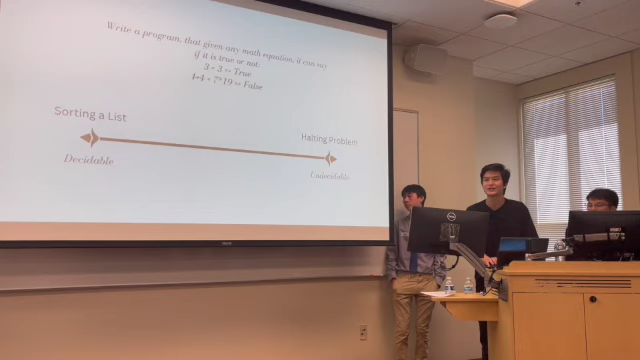 Write a program, that given any math equation, it can say
if it is true or not:
3 = 3 ⇔ True
4+4 = 7*19 ⇔ False
Sorting a List
Halting Problem
Decidable
Undecidable
DELL